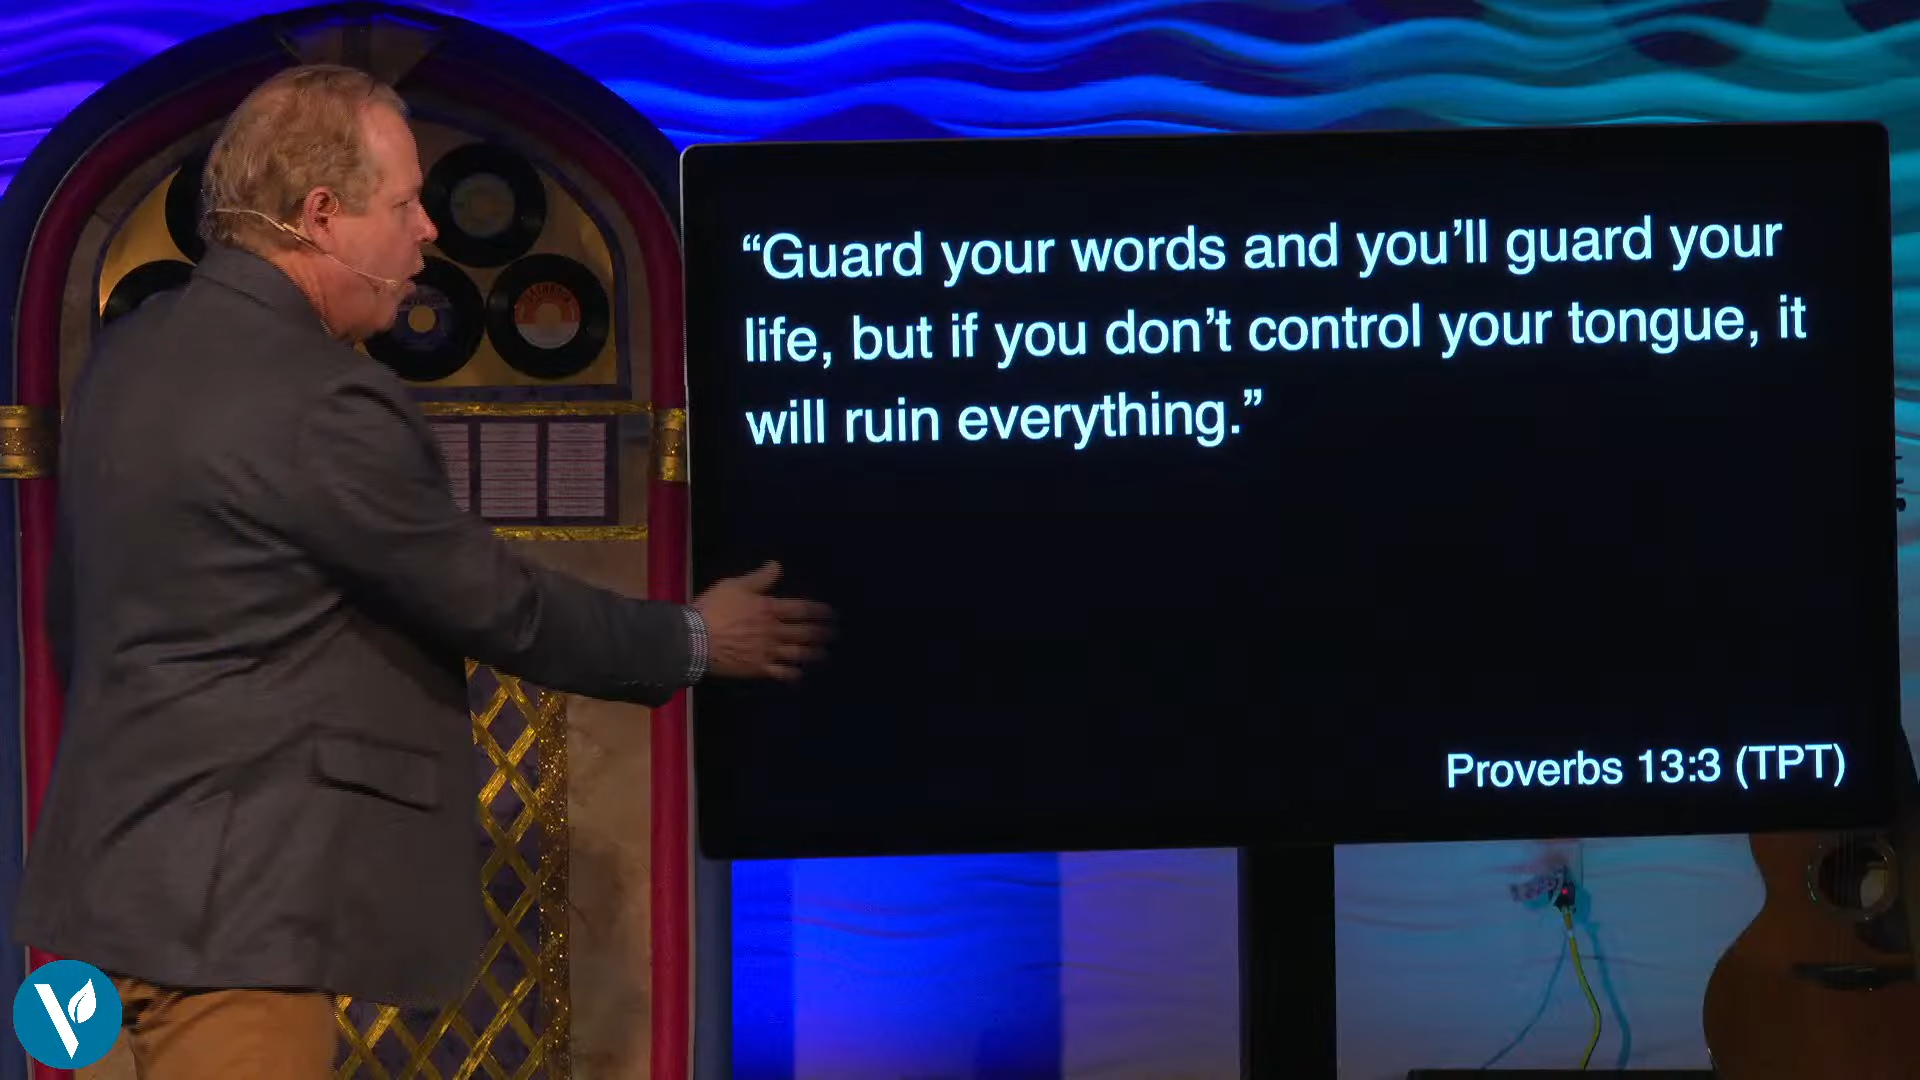 “Guard your words and you’ll guard your
life, but if you don’t control your tongue, it
will ruin everything.”
Proverbs 13:3 (TPT)